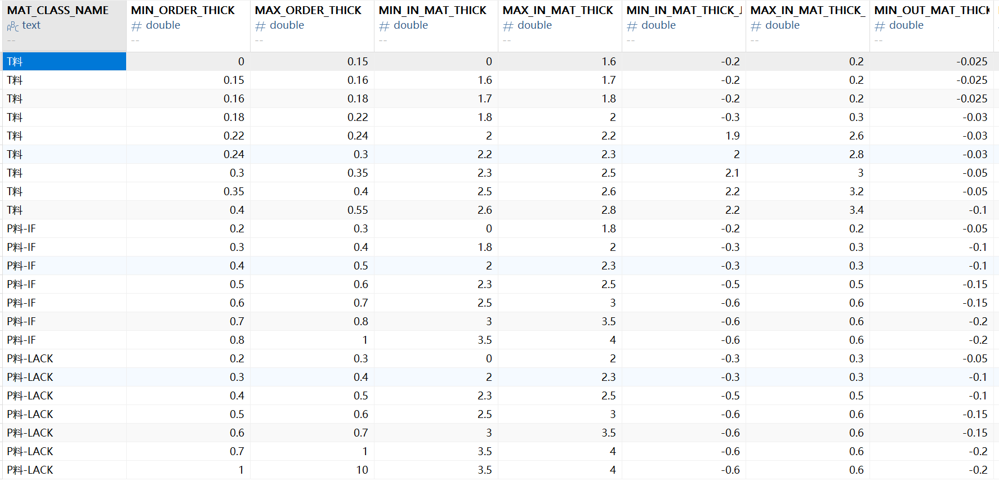 MAT_CLASS_NAME MIN_ORDER_THICK MAX_ORDER_THICK MIN_IN_MAT_THICK MAX_IN_MAT_THICK MIN_IN_MAT_THICK_J MAX_IN_MAT_THICK_ MIN_OUT_MAT_THICK
ABC text # double # double # double # double # double # double # double
-- -- -- -- -- -- -- --
T料 0 0.15 0 1.6 -0.2 0.2 -0.025
T料 0.15 0.16 1.6 1.7 -0.2 0.2 -0.025
T料 0.16 0.18 1.7 1.8 -0.2 0.2 -0.025
T料 0.18 0.22 1.8 2 -0.3 0.3 -0.03
T料 0.22 0.24 2 2.2 1.9 2.6 -0.03
T料 0.24 0.3 2.2 2.3 2 2.8 -0.03
T料 0.3 0.35 2.3 2.5 2.1 3 -0.05
T料 0.35 0.4 2.5 2.6 2.2 3.2 -0.05
T料 0.4 0.55 2.6 2.8 2.2 3.4 -0.1
P料-IF 0.2 0.3 0 1.8 -0.2 0.2 -0.05
P料-IF 0.3 0.4 1.8 2 -0.3 0.3 -0.1
P料-IF 0.4 0.5 2 2.3 -0.3 0.3 -0.1
P料-IF 0.5 0.6 2.3 2.5 -0.5 0.5 -0.15
P料-IF 0.6 0.7 2.5 3 -0.6 0.6 -0.15
P料-IF 0.7 0.8 3 3.5 -0.6 0.6 -0.2
P料-IF 0.8 1 3.5 4 -0.6 0.6 -0.2
P料-LACK 0.2 0.3 0 2 -0.3 0.3 -0.05
P料-LACK 0.3 0.4 2 2.3 -0.3 0.3 -0.1
P料-LACK 0.4 0.5 2.3 2.5 -0.5 0.5 -0.1
P料-LACK 0.5 0.6 2.5 3 -0.6 0.6 -0.15
P料-LACK 0.6 0.7 3 3.5 -0.6 0.6 -0.15
P料-LACK 0.7 1 3.5 4 -0.6 0.6 -0.2
P料-LACK 1 10 3.5 4 -0.6 0.6 -0.2